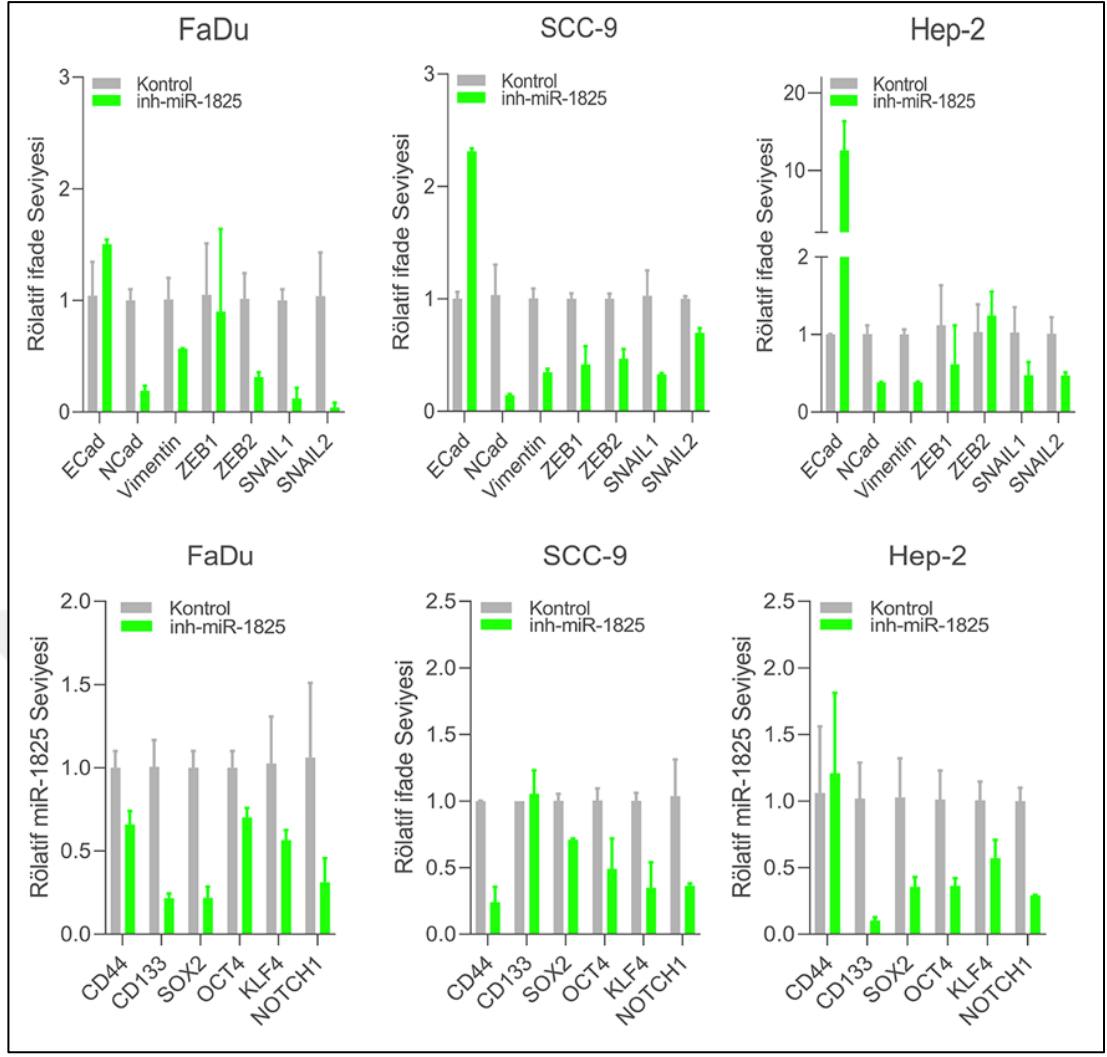 FaDu
SCC-9
Hep-2
Kontrol
inh-miR-1825
Kontrol
inh-miR-1825
Kontrol
inh-miR-1825
Rölatif ifade Seviyesi
3
2
1
0
ECad
NCad
Vimentin
ZEB1
ZEB2
SNAIL1
SNAIL2
Rölatif ifade Seviyesi
3
2
1
0
ECad
NCad
Vimentin
ZEB1
ZEB2
SNAIL1
SNAIL2
Rölatif ifade Seviyesi
20
10
2
1
0
ECad
NCad
Vimentin
ZEB1
ZEB2
SNAIL1
SNAIL2
FaDu
SCC-9
Hep-2
Kontrol
inh-miR-1825
Kontrol
inh-miR-1825
Kontrol
inh-miR-1825
Rölatif miR-1825 Seviyesi
2.0
1.5
1.0
0.5
0.0
CD44
CD133
SOX2
OCT4
KLF4
NOTCH1
Rölatif ifade Seviyesi
2.5
2.0
1.5
1.0
0.5
0.0
CD44
CD133
SOX2
OCT4
KLF4
NOTCH1
Rölatif miR-1825 Seviyesi
2.5
2.0
1.5
1.0
0.5
0.0
CD44
CD133
SOX2
OCT4
KLF4
NOTCH1